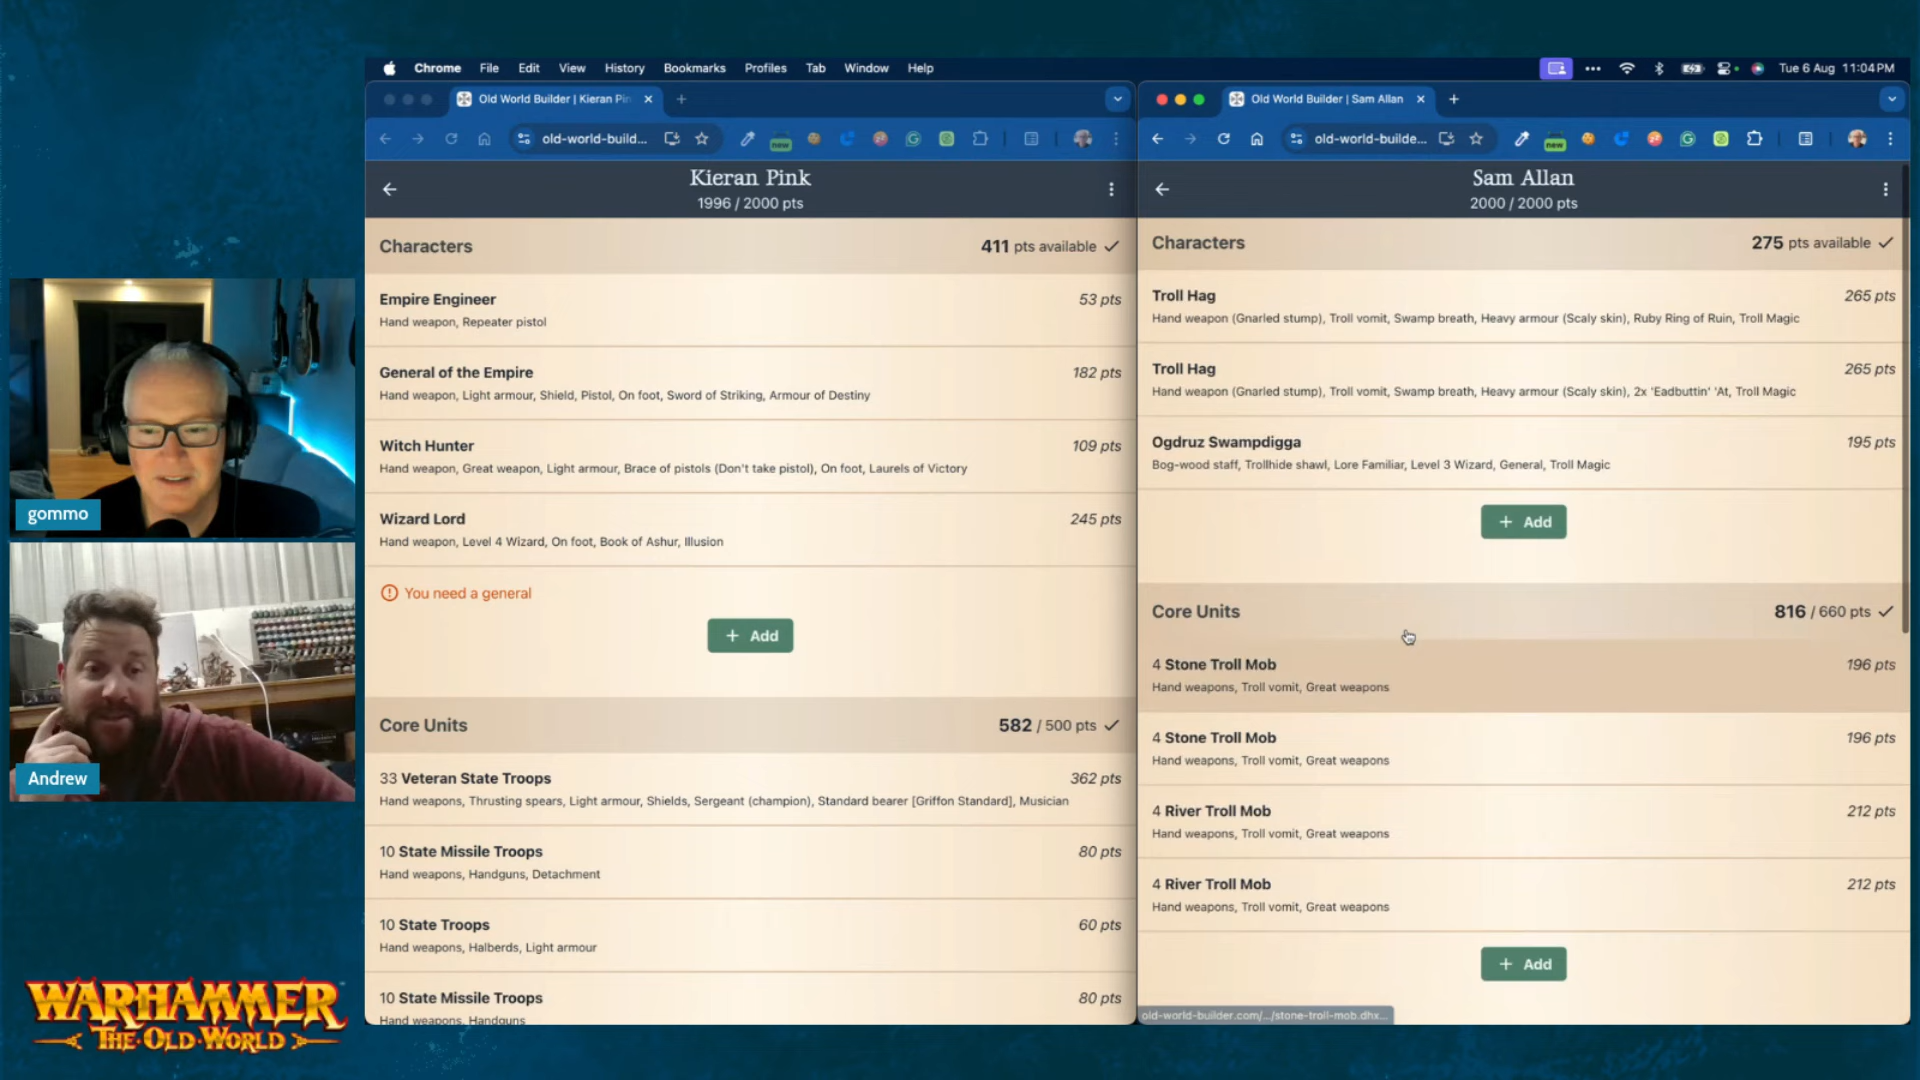 Chrome File Edit View History Bookmarks Profiles Tab Window Help
Tue 6 Aug 11:04PM
Old World Builder | Kieran Pin
old-world-build...
new
Kieran Pink
1996 / 2000 pts
Characters
411 pts available
Empire Engineer
53 pts
Hand weapon, Repeater pistol
General of the Empire
182 pts
Hand weapon, Light armour, Shield, Pistol, On foot, Sword of Striking, Armour of Destiny
Witch Hunter
109 pts
Hand weapon, Great weapon, Light armour, Brace of pistols (Don't take pistol), On foot, Laurels of Victory
Wizard Lord
245 pts
Hand weapon, Level 4 Wizard, On foot, Book of Ashur, Illusion
You need a general
+ Add
Core Units
582 / 500 pts
33 Veteran State Troops
362 pts
Hand weapons, Thrusting spears, Light armour, Shields, Sergeant (champion), Standard bearer [Griffon Standard], Musician
10 State Missile Troops
80 pts
Hand weapons, Handguns, Detachment
10 State Troops
60 pts
Hand weapons, Halberds, Light armour
10 State Missile Troops
80 pts
Hand weapons, Handguns
Old World Builder | Sam Allan
old-world-builde...
new
Sam Allan
2000 / 2000 pts
Characters
275 pts available
Troll Hag
265 pts
Hand weapon (Gnarled stump), Troll vomit, Swamp breath, Heavy armour (Scaly skin), Ruby Ring of Ruin, Troll Magic
Troll Hag
265 pts
Hand weapon (Gnarled stump), Troll vomit, Swamp breath, Heavy armour (Scaly skin), 2x 'Eadbuttin' 'At, Troll Magic
Ogdruz Swampdigga
195 pts
Bog-wood staff, Trollhide shawl, Lore Familiar, Level 3 Wizard, General, Troll Magic
+ Add
Core Units
816 / 660 pts
4 Stone Troll Mob
196 pts
Hand weapons, Troll vomit, Great weapons
4 Stone Troll Mob
196 pts
Hand weapons, Troll vomit, Great weapons
4 River Troll Mob
212 pts
Hand weapons, Troll vomit, Great weapons
4 River Troll Mob
212 pts
Hand weapons, Troll vomit, Great weapons
+ Add
old-world-builder.com/.../stone-troll-mob.dhx...
gommo
Andrew
WARHAMMER
THE OLD WORLD